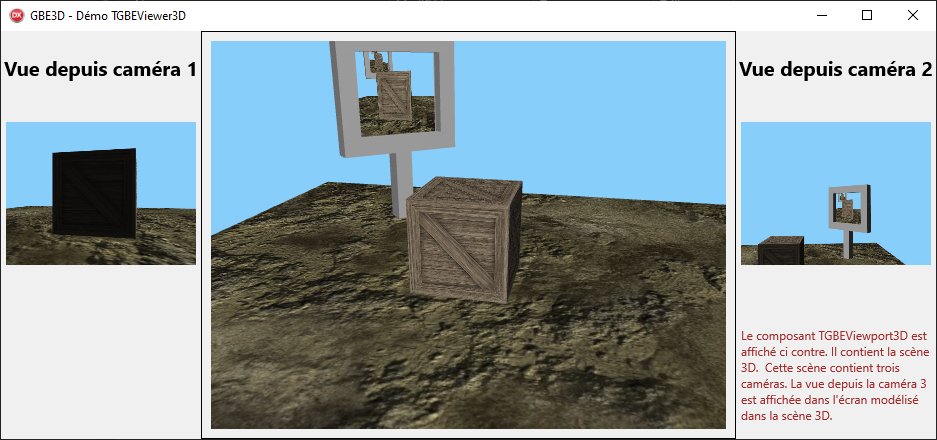 DX GBE3D - Démo TGBEViewer3D
Vue depuis caméra 1
Vue depuis caméra 2
Le composant TGBEViewport3D est
affiché ci contre. Il contient la scène
3D.  Cette scène contient trois
caméras. La vue depuis la caméra 3
est affichée dans l'écran modélisé
dans la scène 3D.